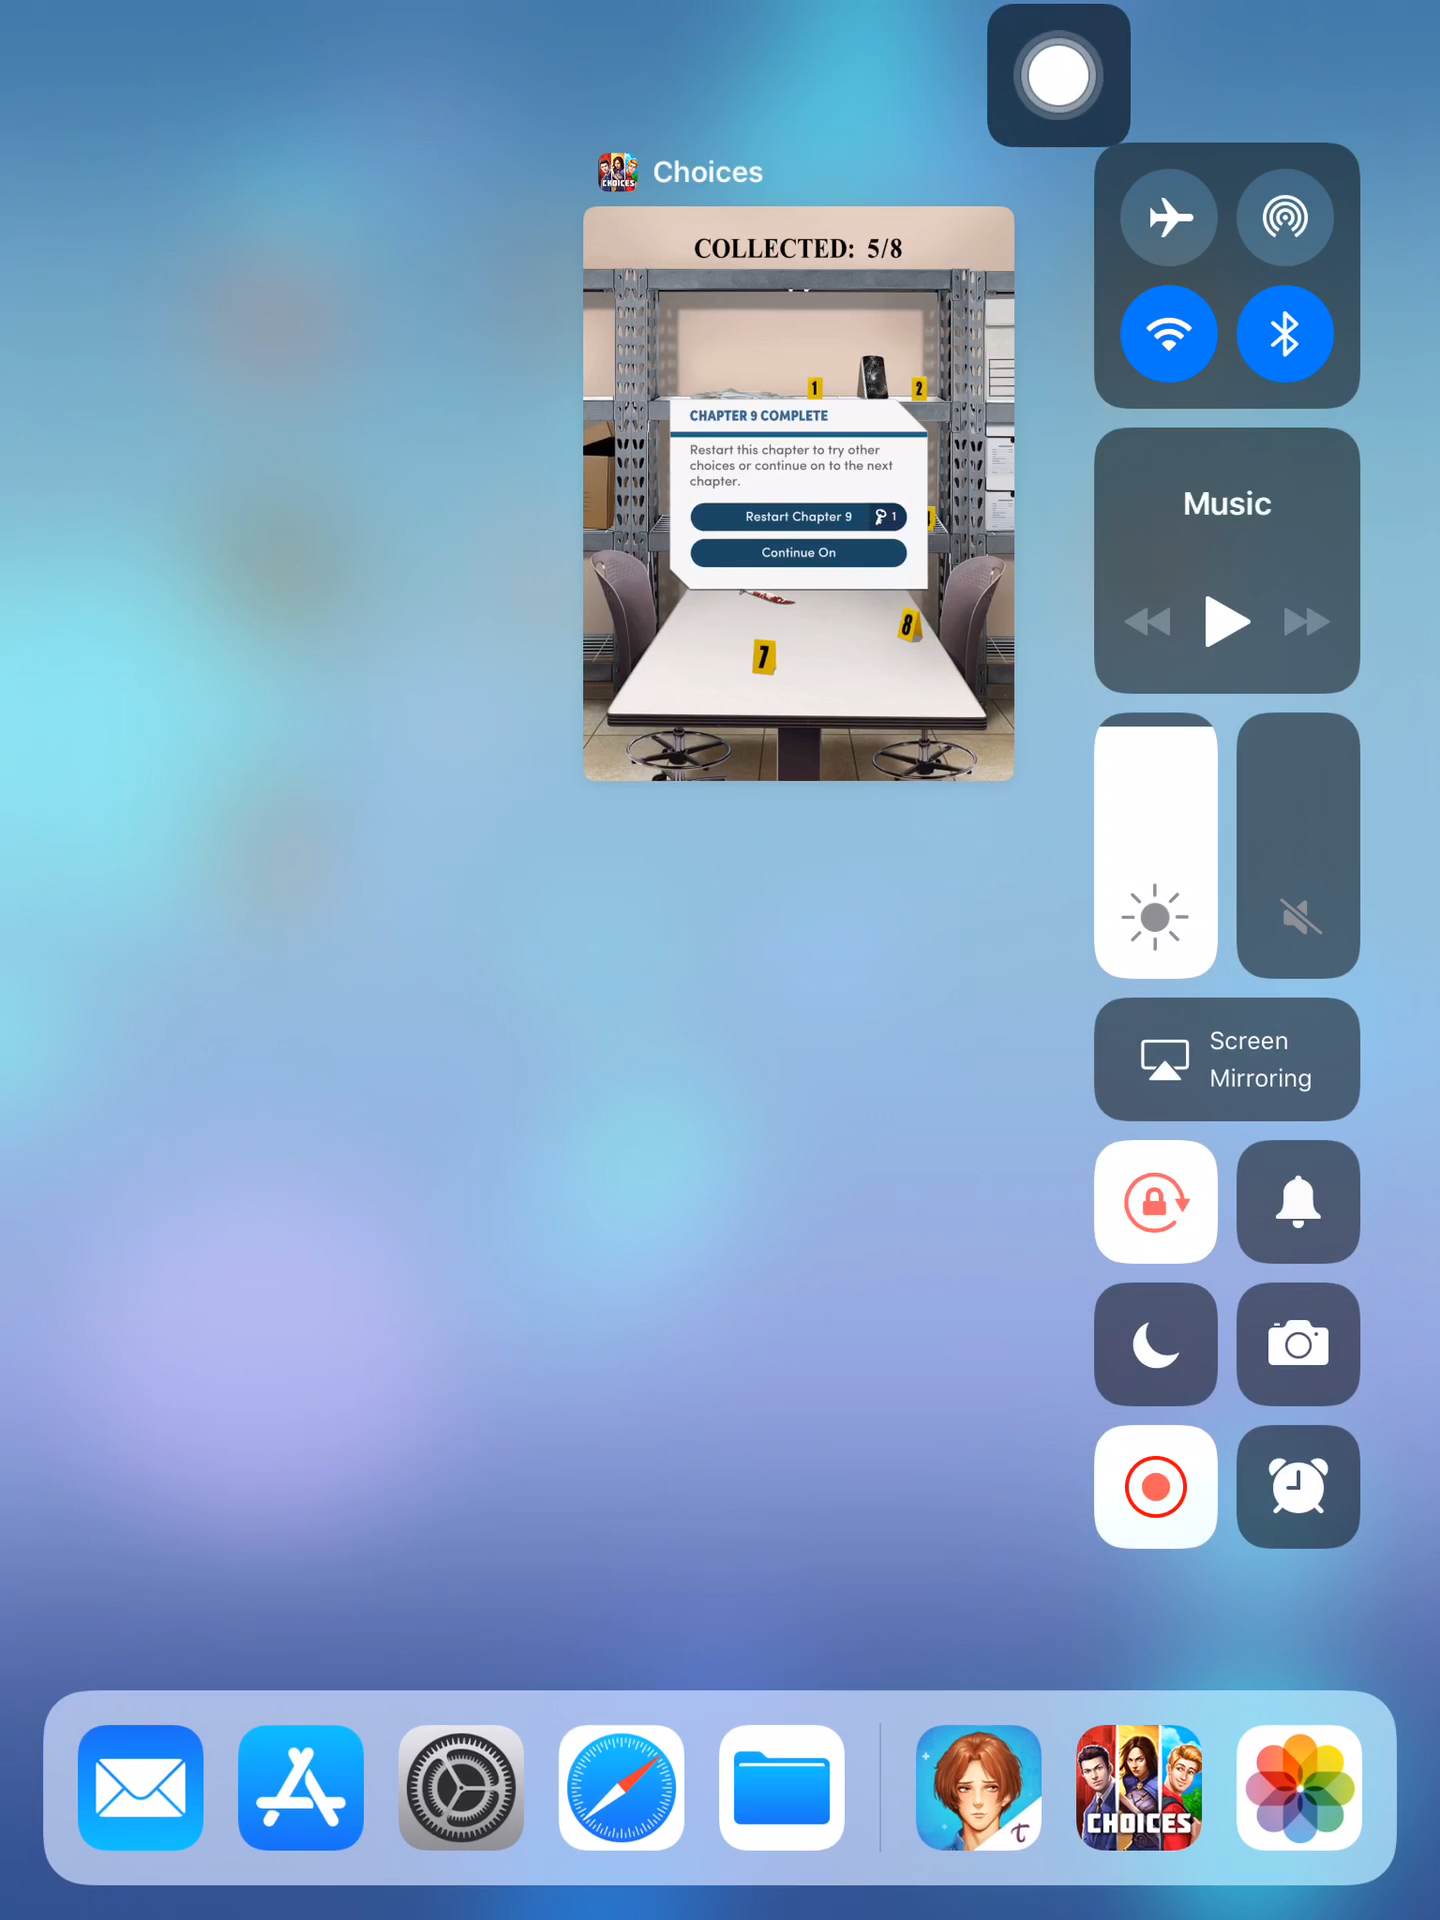 Choices
COLLECTED: 5/8
1
2
CHAPTER 9 COMPLETE
Restart this chapter to try other
choices or continue on to the next
chapter.
Restart Chapter 9 1
Continue On
8
7
Music
Screen
Mirroring
CHOICES